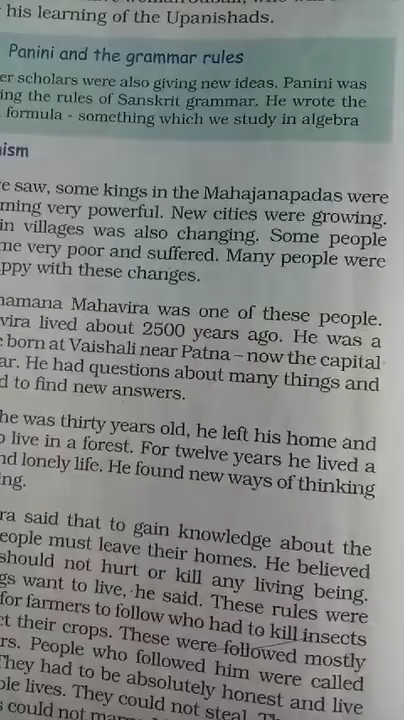 his learning of the Upanishads.
Panini and the grammar rules
er scholars were also giving new ideas. Panini was
ing the rules of Sanskrit grammar. He wrote the
formula - something which we study in algebra
ism
e saw, some kings in the Mahajanapadas were
ming very powerful. New cities were growing.
in villages was also changing. Some people
me very poor and suffered. Many people were
ppy with these changes.
hamana Mahavira was one of these people.
vira lived about 2500 years ago. He was a
born at Vaishali near Patna – now the capital
ar. He had questions about many things and
d to find new answers.
he was thirty years old, he left his home and
o live in a forest. For twelve years he lived a
nd lonely life. He found new ways of thinking
ing.
ra said that to gain knowledge about the
eople must leave their homes. He believed
should not hurt or kill any living being.
gs want to live, he said. These rules were
for farmers to follow who had to kill insects
ct their crops. These were followed mostly
rs. People who followed him were called
They had to be absolutely honest and live
ple lives. They could not steal.
s could not